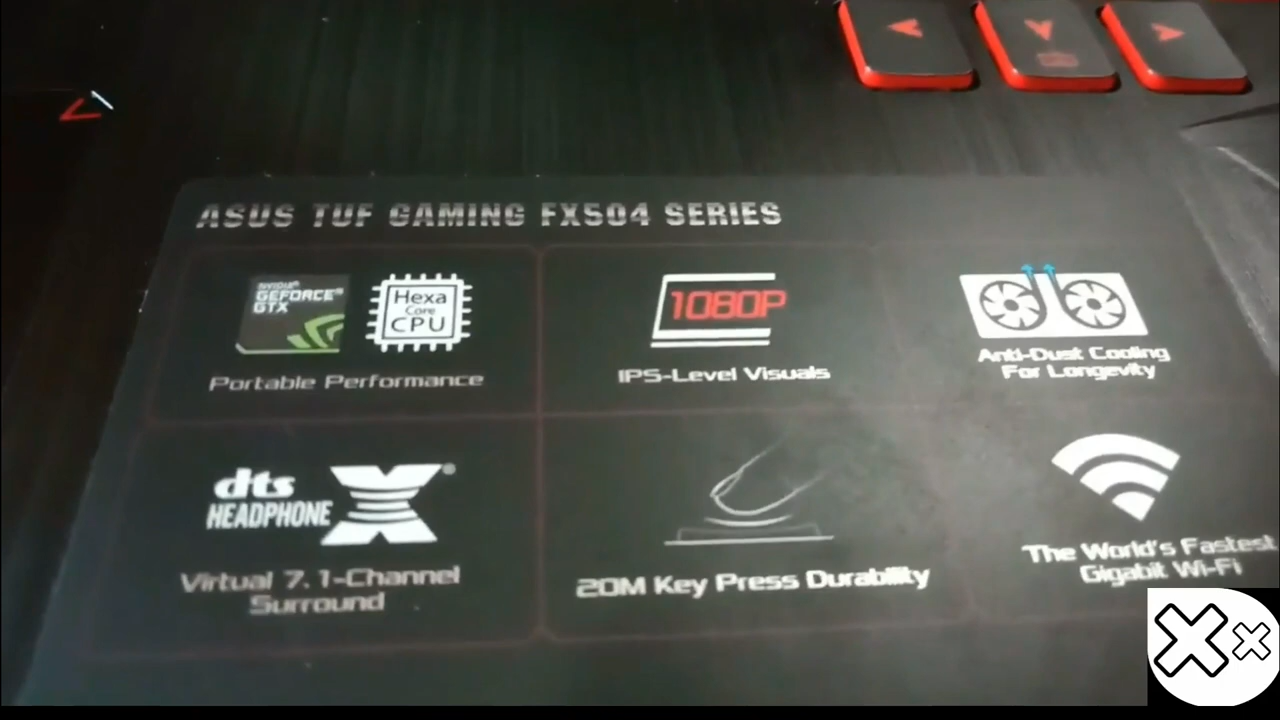 ASUS TUF GAMING FX504 SERIES
NVIDIA®
GEFORCE®
GTX
Hexa
Core
CPU
Portable Performance
1080P
IPS-Level Visuals
Anti-Dust Cooling
For Longevity
dts
HEADPHONE X®
Virtual 7.1-Channel
Surround
20M Key Press Durability
The World's Fastest
Gigabit Wi-Fi